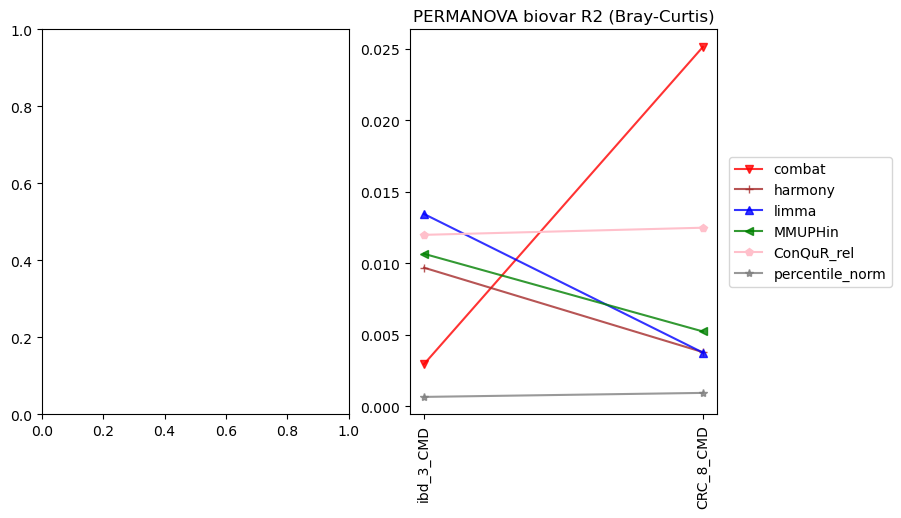 1.0
0.8
0.6
0.4
0.2
0.0
0.0 0.2 0.4 0.6 0.8 1.0
PERMANOVA biovar R2 (Bray-Curtis)
0.025
0.020
0.015
0.010
0.005
0.000
ibd_3_CMD
CRC_8_CMD
combat
harmony
limma
MMUPHin
ConQuR_rel
percentile_norm